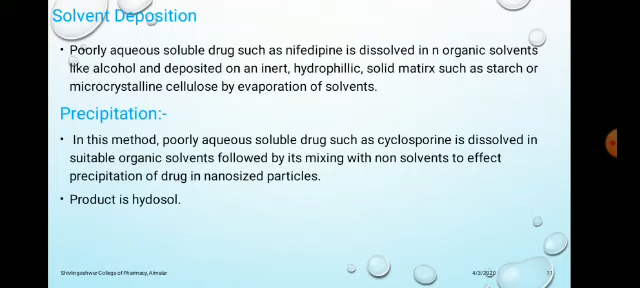 Solvent Deposition
• Poorly aqueous soluble drug such as nifedipine is dissolved in n organic solvents
like alcohol and deposited on an inert, hydrophillic, solid matirx such as starch or
microcrystalline cellulose by evaporation of solvents.
Precipitation:-
• In this method, poorly aqueous soluble drug such as cyclosporine is dissolved in
suitable organic solvents followed by its mixing with non solvents to effect
precipitation of drug in nanosized particles.
• Product is hydosol.
Shivlingeshwar College of Pharmacy, Almalar 4/3/2020 11